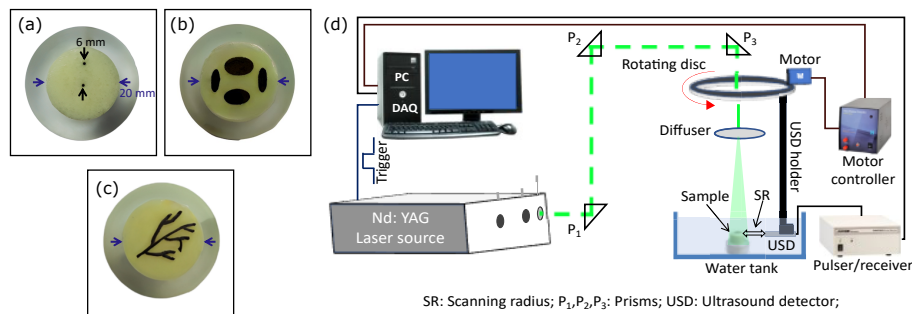 (a)
6 mm
20 mm
(b)
(c)
(d)
PC
DAQ
Trigger
Nd: YAG
Laser source
P1
P2
P3
Rotating disc
Motor
M
Diffuser
USD holder
Motor
controller
Sample
SR
USD
Water tank
Pulser/receiver
SR: Scanning radius; P1,P2,P3: Prisms; USD: Ultrasound detector;